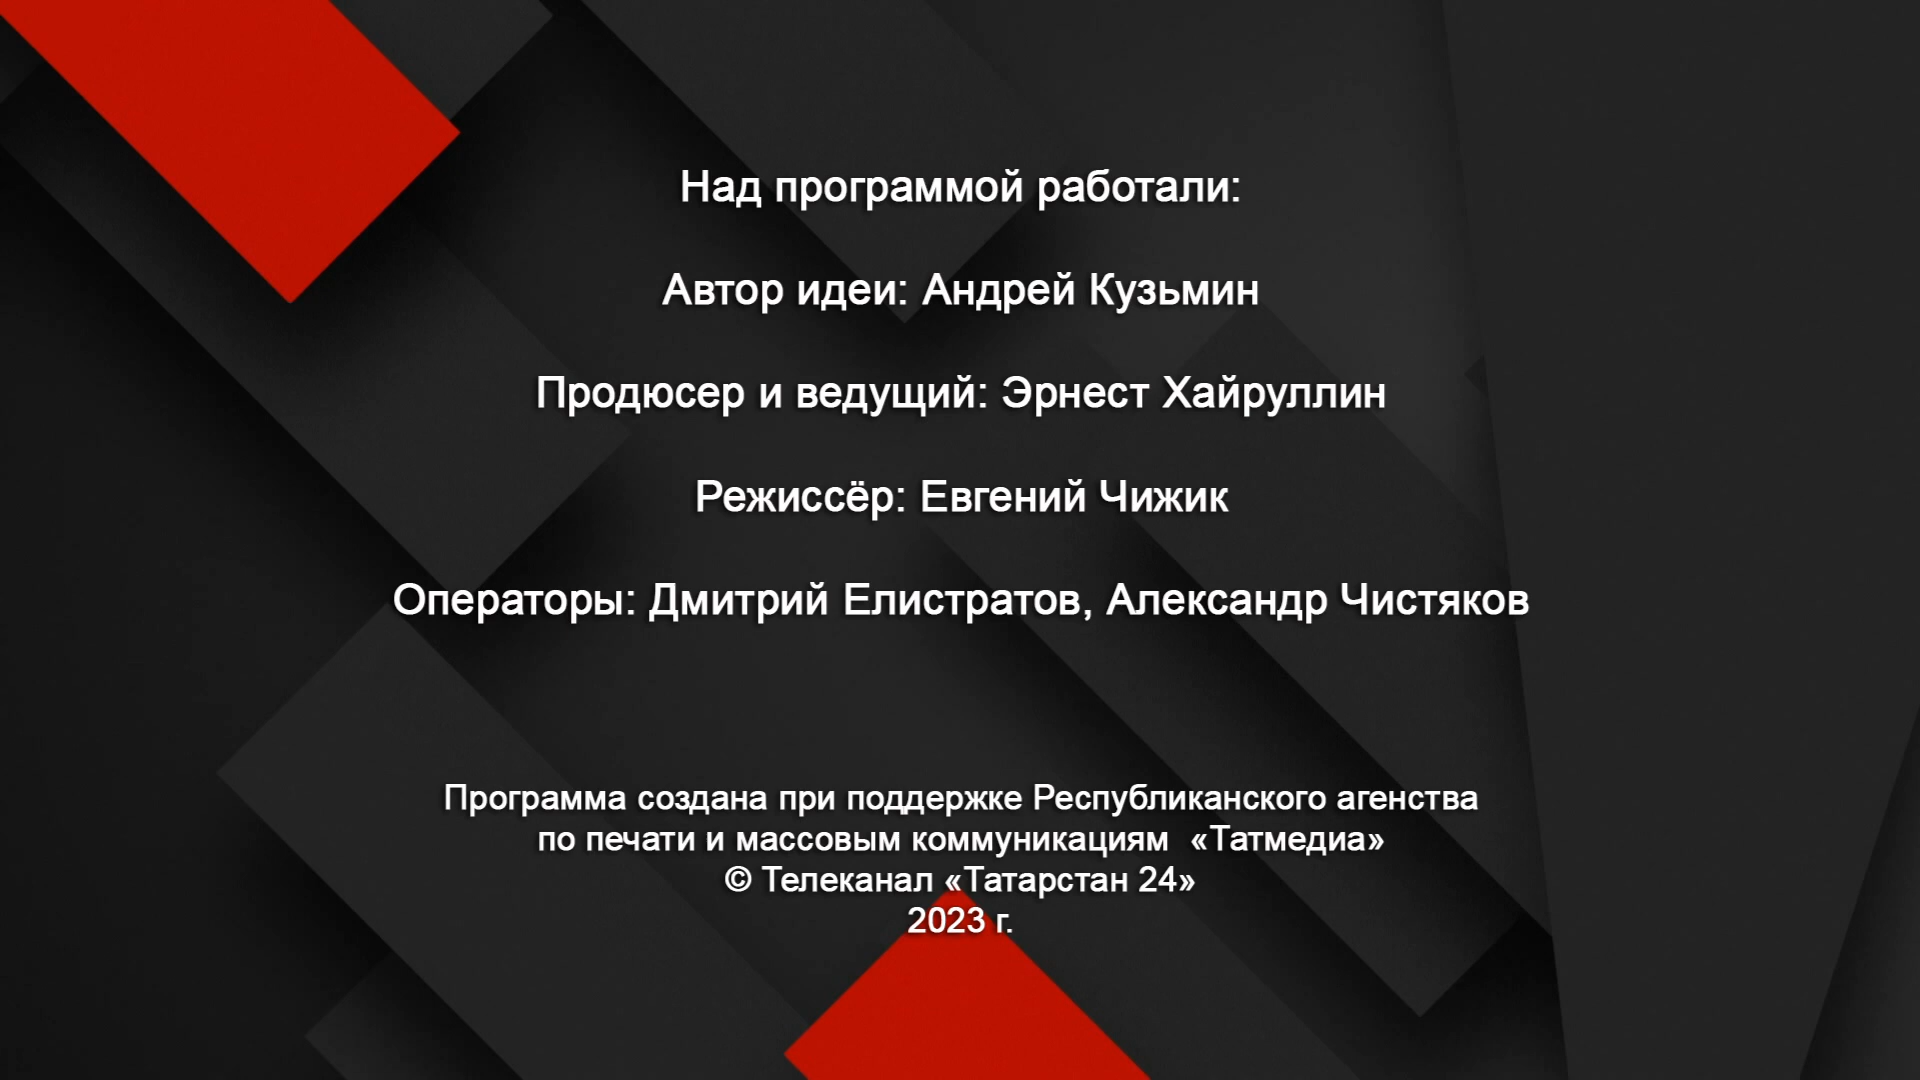 Над программой работали:
Автор идеи: Андрей Кузьмин
Продюсер и ведущий: Эрнест Хайруллин
Режиссёр: Евгений Чижик
Операторы: Дмитрий Елистратов, Александр Чистяков
Программа создана при поддержке Республиканского агенства
по печати и массовым коммуникациям «Татмедиа»
© Телеканал «Татарстан 24»
2023 г.